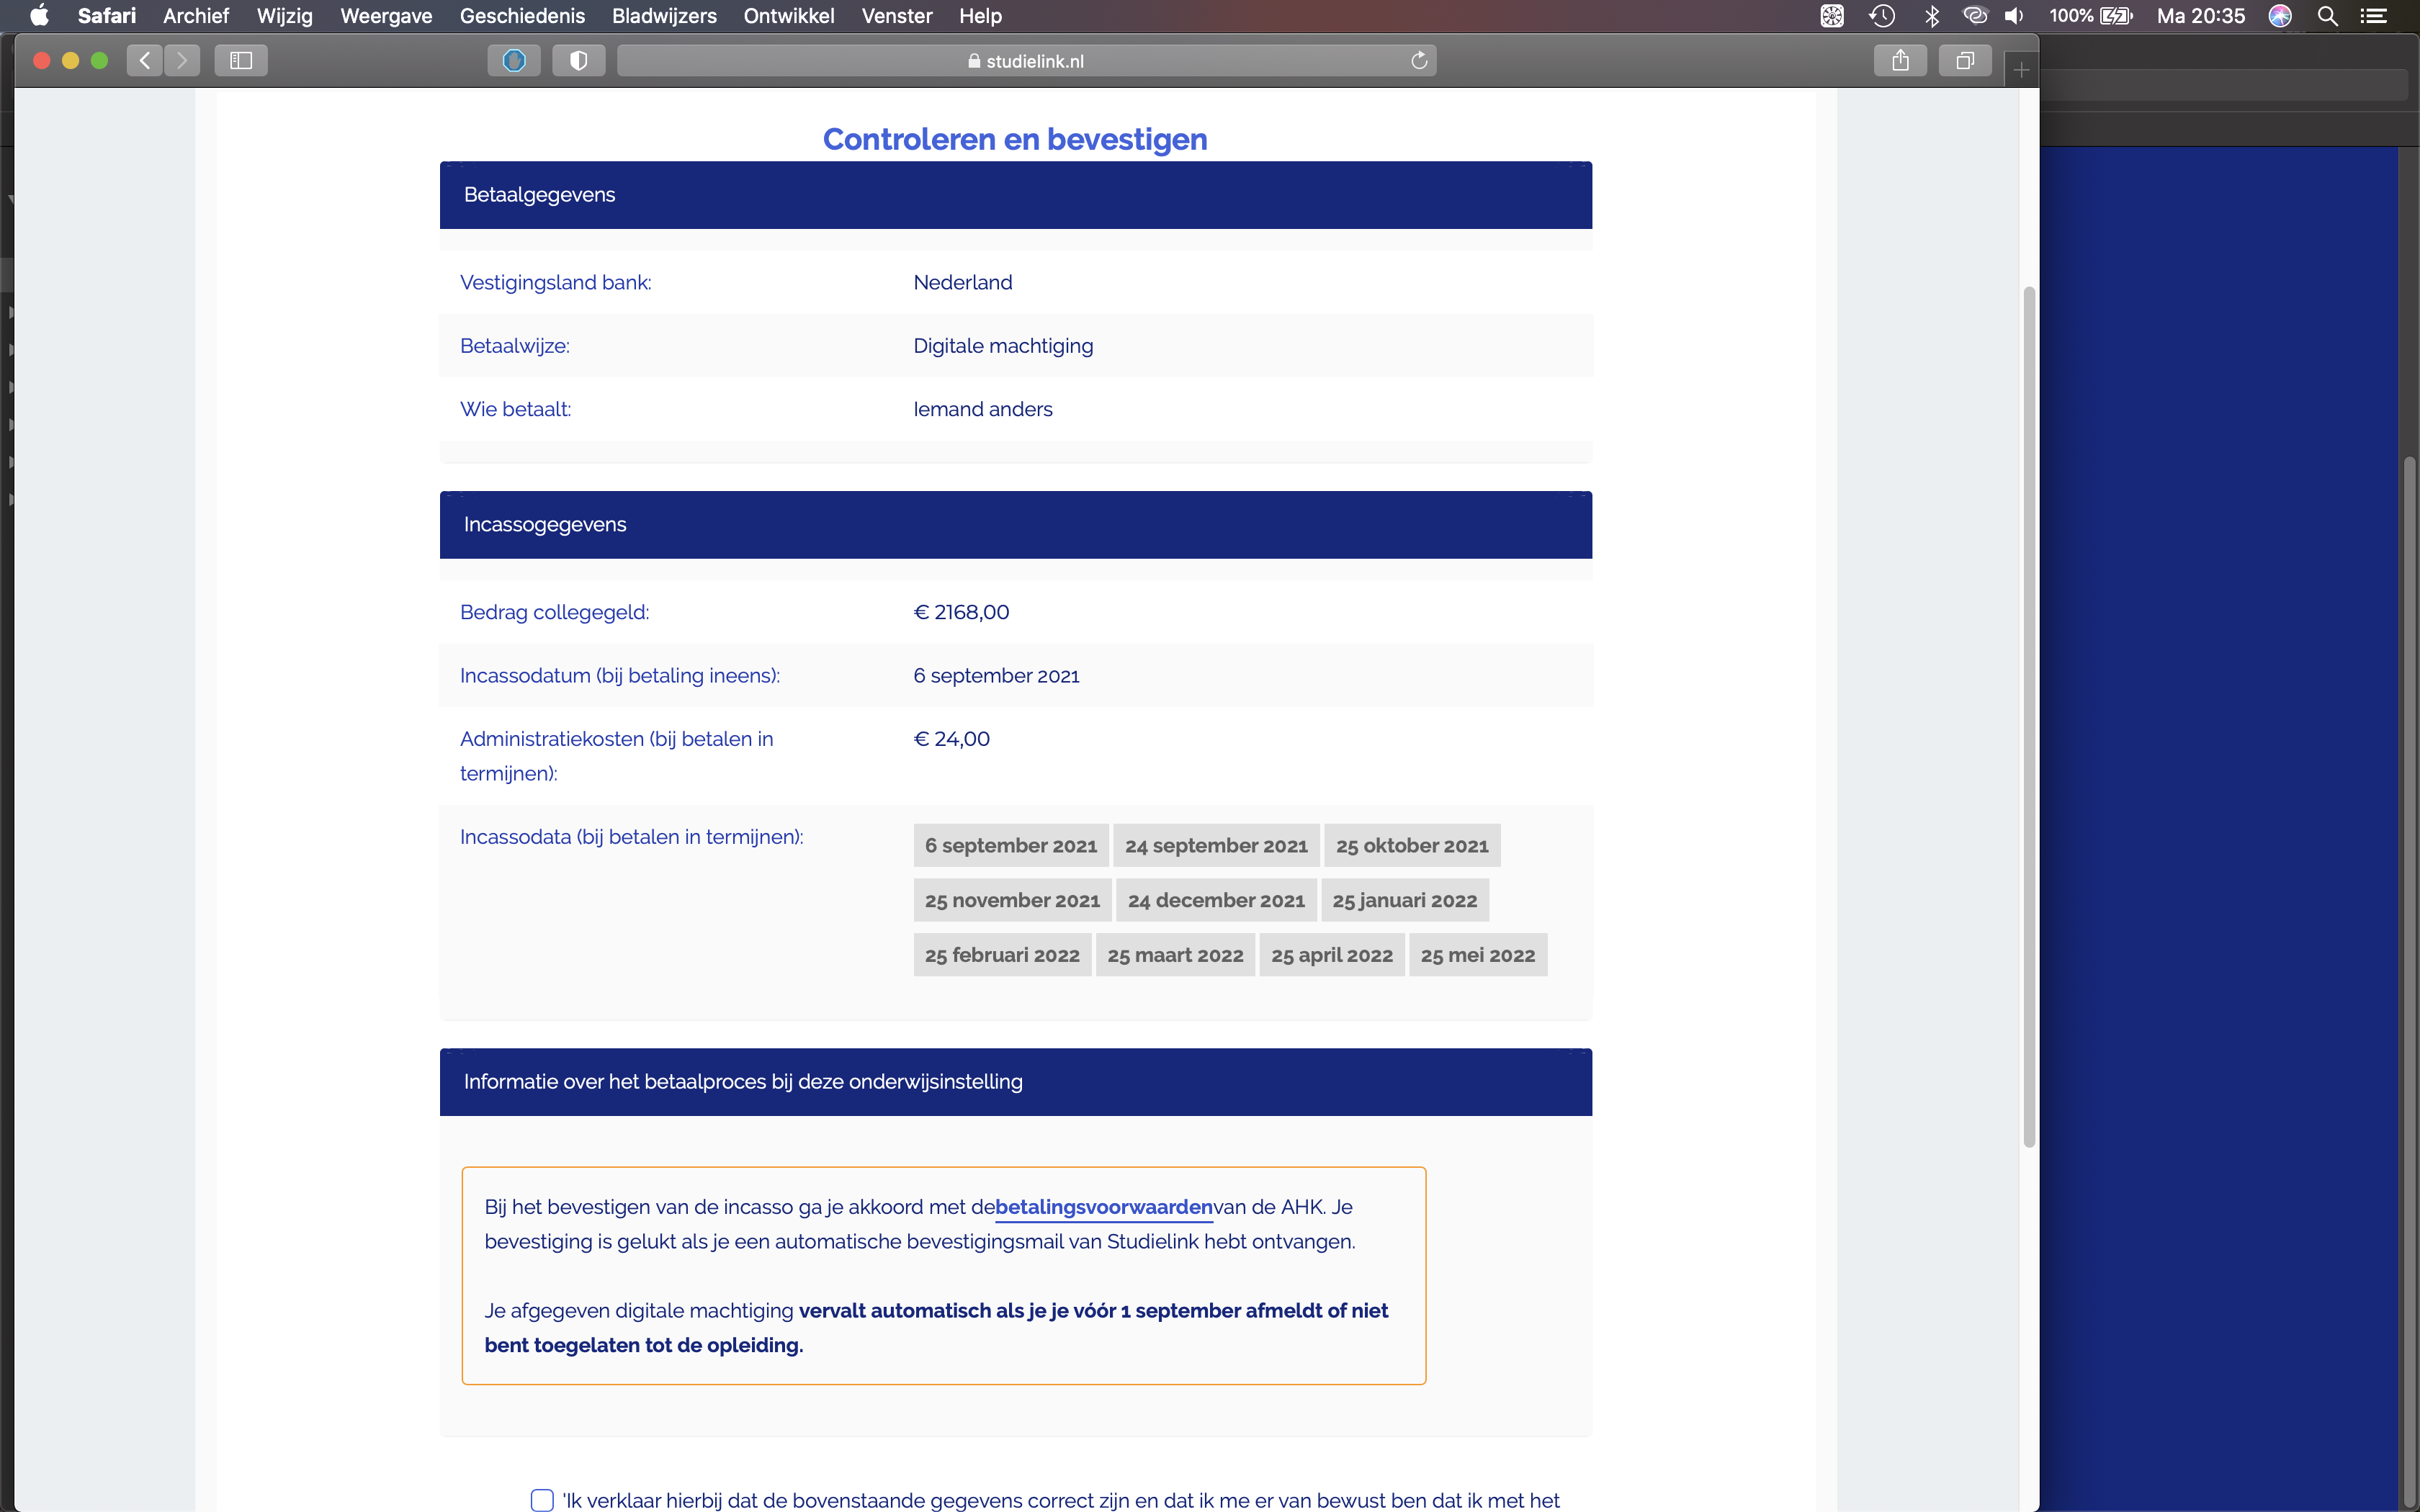 Safari Archief Wijzig Weergave Geschiedenis Bladwijzers Ontwikkel Venster Help 100% Ma 20:35
studielink.nl
Controleren en bevestigen
Betaalgegevens
Vestigingsland bank: Nederland
Betaalwijze: Digitale machtiging
Wie betaalt: Iemand anders
Incassogegevens
Bedrag collegegeld: € 2168,00
Incassodatum (bij betaling ineens): 6 september 2021
Administratiekosten (bij betalen in € 24,00
termijnen):
Incassodata (bij betalen in termijnen): 6 september 2021 24 september 2021 25 oktober 2021
25 november 2021 24 december 2021 25 januari 2022
25 februari 2022 25 maart 2022 25 april 2022 25 mei 2022
Informatie over het betaalproces bij deze onderwijsinstelling
Bij het bevestigen van de incasso ga je akkoord met debetalingsvoorwaardenvan de AHK. Je
bevestiging is gelukt als je een automatische bevestigingsmail van Studielink hebt ontvangen.
Je afgegeven digitale machtiging vervalt automatisch als je je vóór 1 september afmeldt of niet
bent toegelaten tot de opleiding.
'Ik verklaar hierbij dat de bovenstaande gegevens correct zijn en dat ik me er van bewust ben dat ik met het